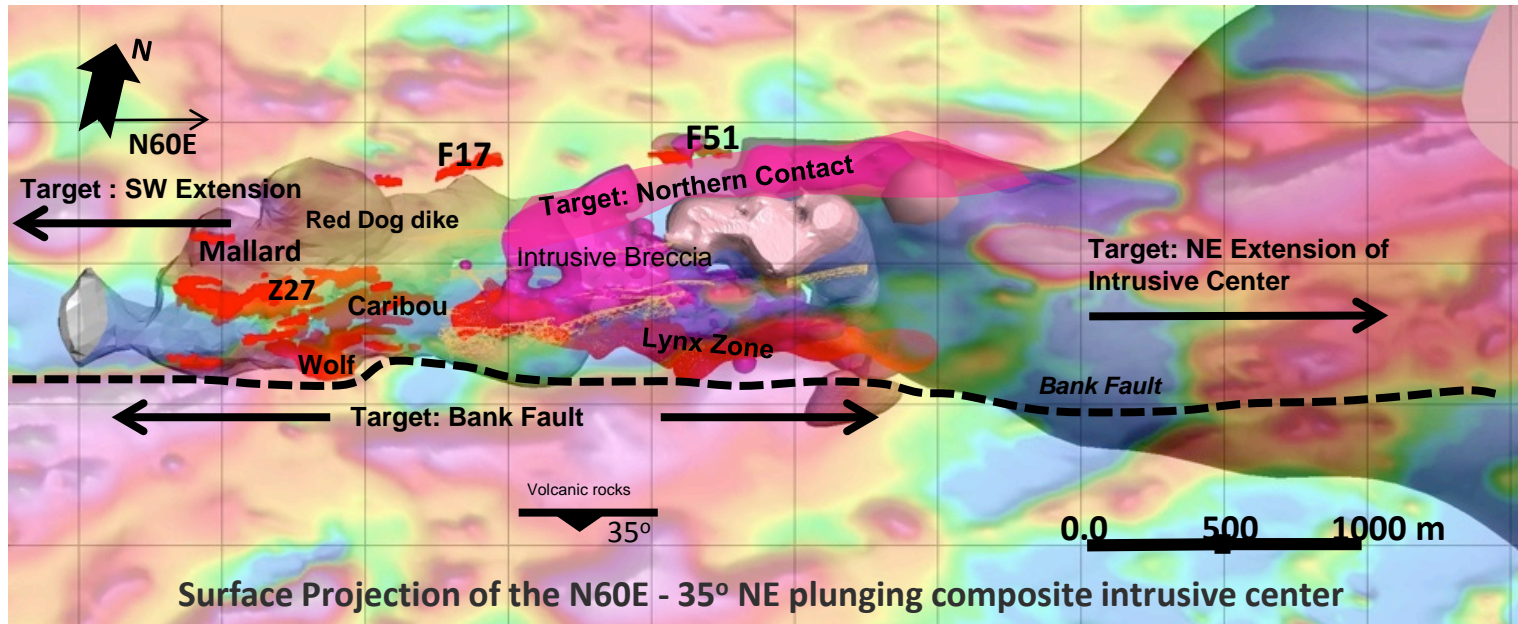 N
N60E
F17
F51
Target : SW Extension
Target: Northern Contact
Red Dog dike
Mallard
Intrusive Breccia
Target: NE Extension of
Intrusive Center
Z27
Caribou
Lynx Zone
Wolf
Bank Fault
Target: Bank Fault
Volcanic rocks
35º
0.0 500 1000 m
Surface Projection of the N60E - 35º NE plunging composite intrusive center